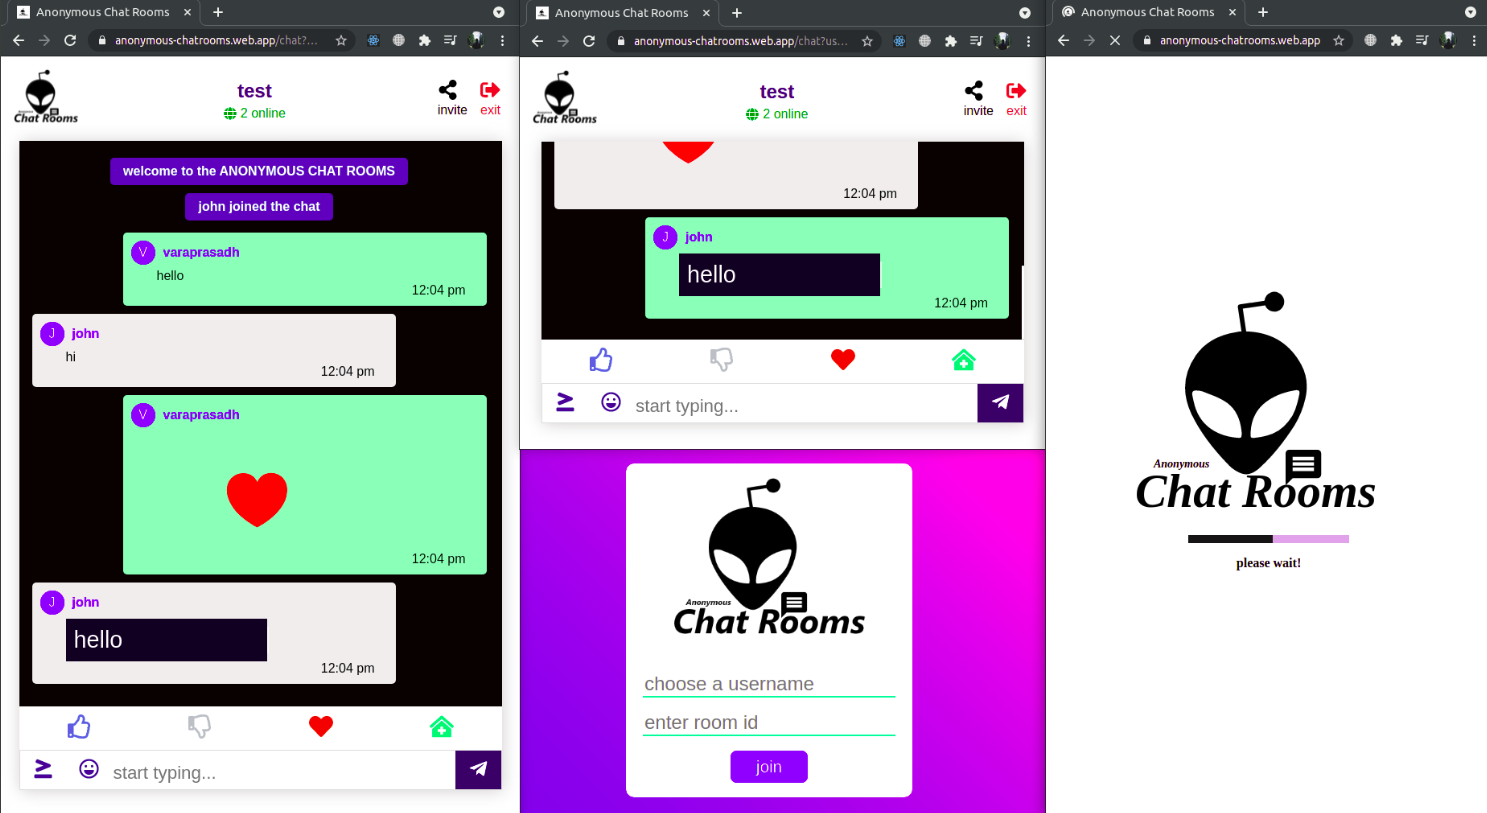 Anonymous Chat Rooms
anonymous-chatrooms.web.app/chat?...
Chat Rooms
test
2 online
invite
exit
welcome to the ANONYMOUS CHAT ROOMS
john joined the chat
V varaprasadh
hello
12:04 pm
J john
hi
12:04 pm
V varaprasadh
12:04 pm
J john
hello
12:04 pm
start typing...
Anonymous Chat Rooms
anonymous-chatrooms.web.app/chat?us...
Chat Rooms
test
2 online
invite
exit
12:04 pm
J john
hello
12:04 pm
start typing...
Anonymous
Chat Rooms
choose a username
enter room id
join
Anonymous Chat Rooms
anonymous-chatrooms.web.app
Anonymous
Chat Rooms
please wait!